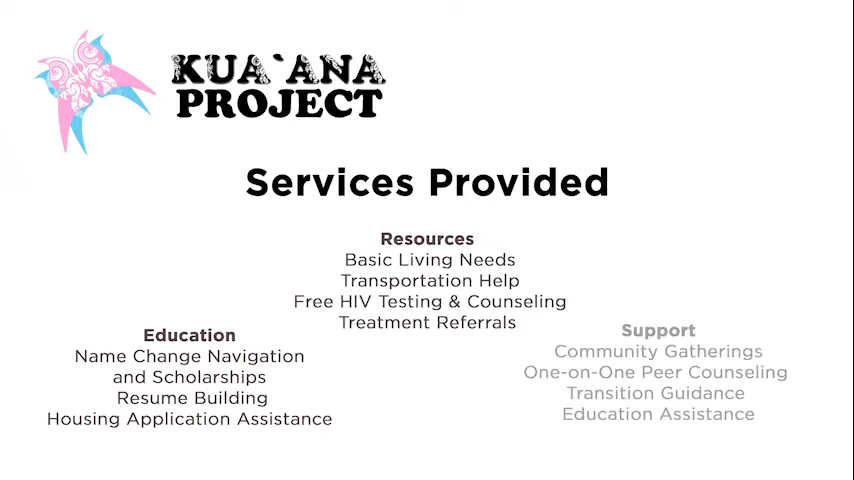 KUA`ANA
PROJECT
Services Provided
Resources
Basic Living Needs
Transportation Help
Free HIV Testing & Counseling
Treatment Referrals
Education
Name Change Navigation
and Scholarships
Resume Building
Housing Application Assistance
Support
Community Gatherings
One-on-One Peer Counseling
Transition Guidance
Education Assistance